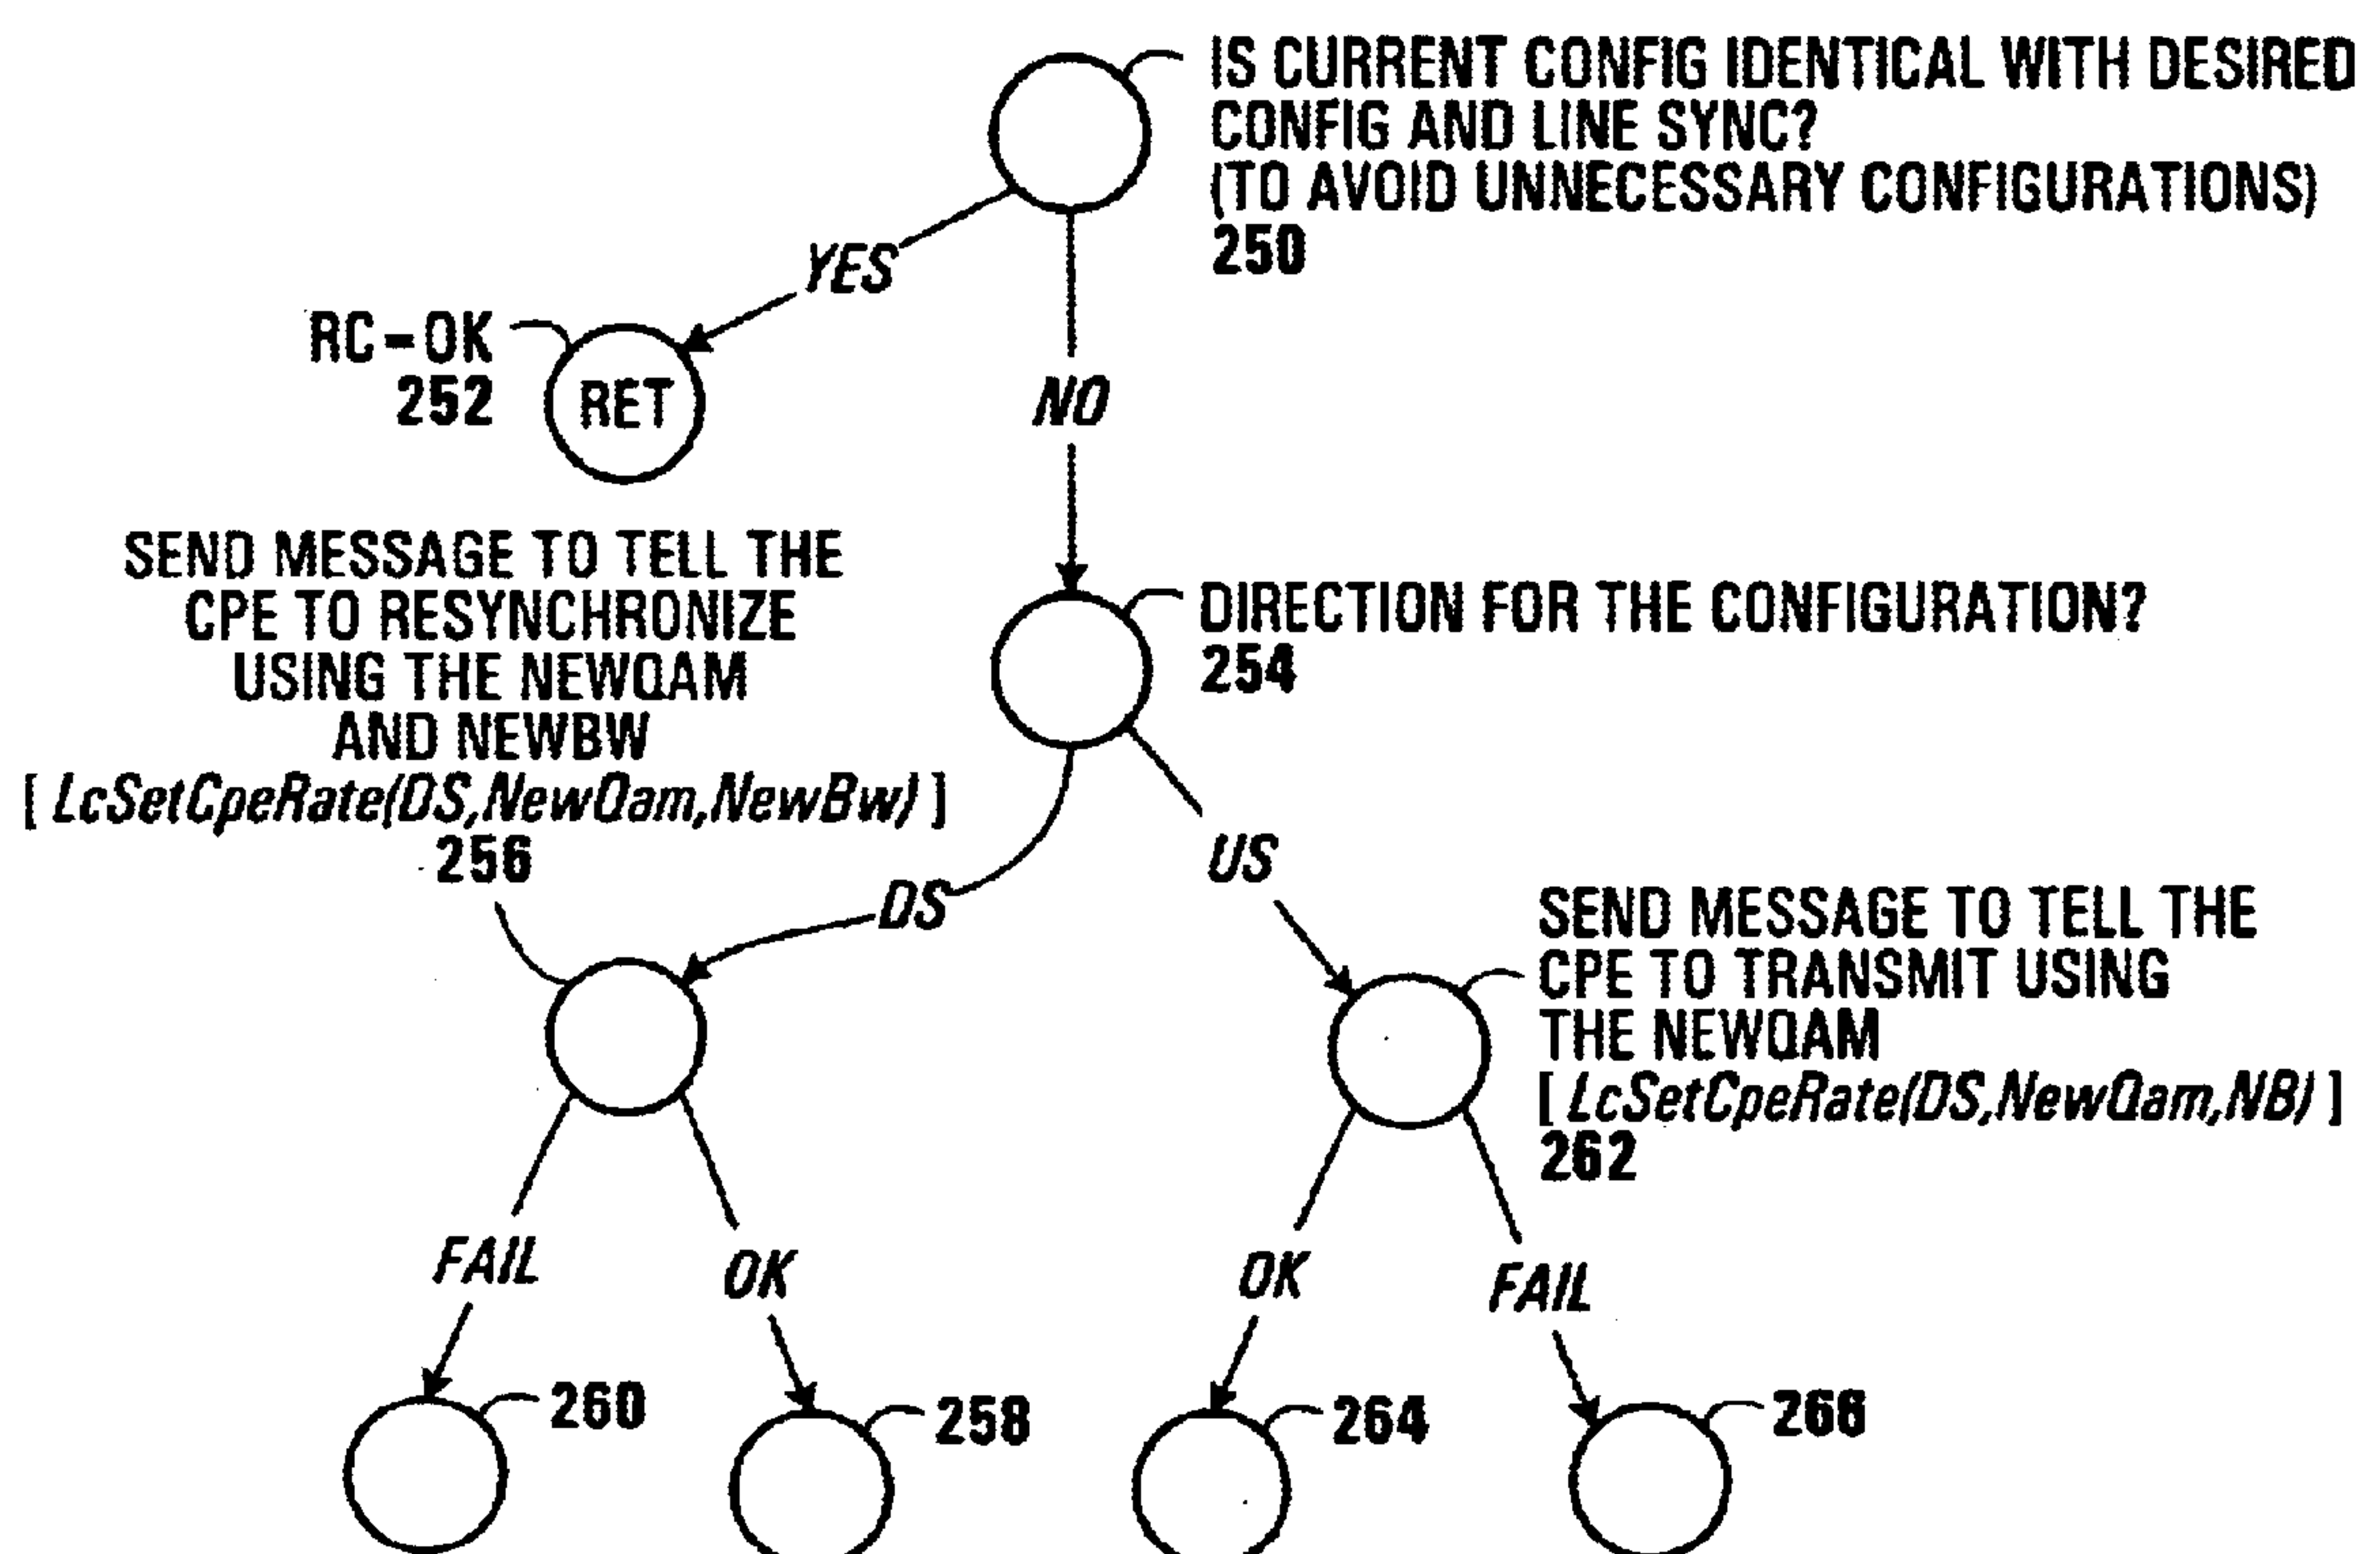 IS CURRENT CONFIG IDENTICAL WITH DESIRED
CONFIG AND LINE SYNC?
(TO AVOID UNNECESSARY CONFIGURATIONS)
250
YES
RC=OK
252
RET
NO
SEND MESSAGE TO TELL THE
CPE TO RESYNCHRONIZE
USING THE NEWQAM
AND NEWBW
[ LcSetCpeRate(DS,NewQam,NewBw) ]
256
DIRECTION FOR THE CONFIGURATION?
254
DS
US
SEND MESSAGE TO TELL THE
CPE TO TRANSMIT USING
THE NEWQAM
[ LcSetCpeRate(DS,NewQam,NB) ]
262
FAIL
OK
OK
FAIL
260
258
264
266